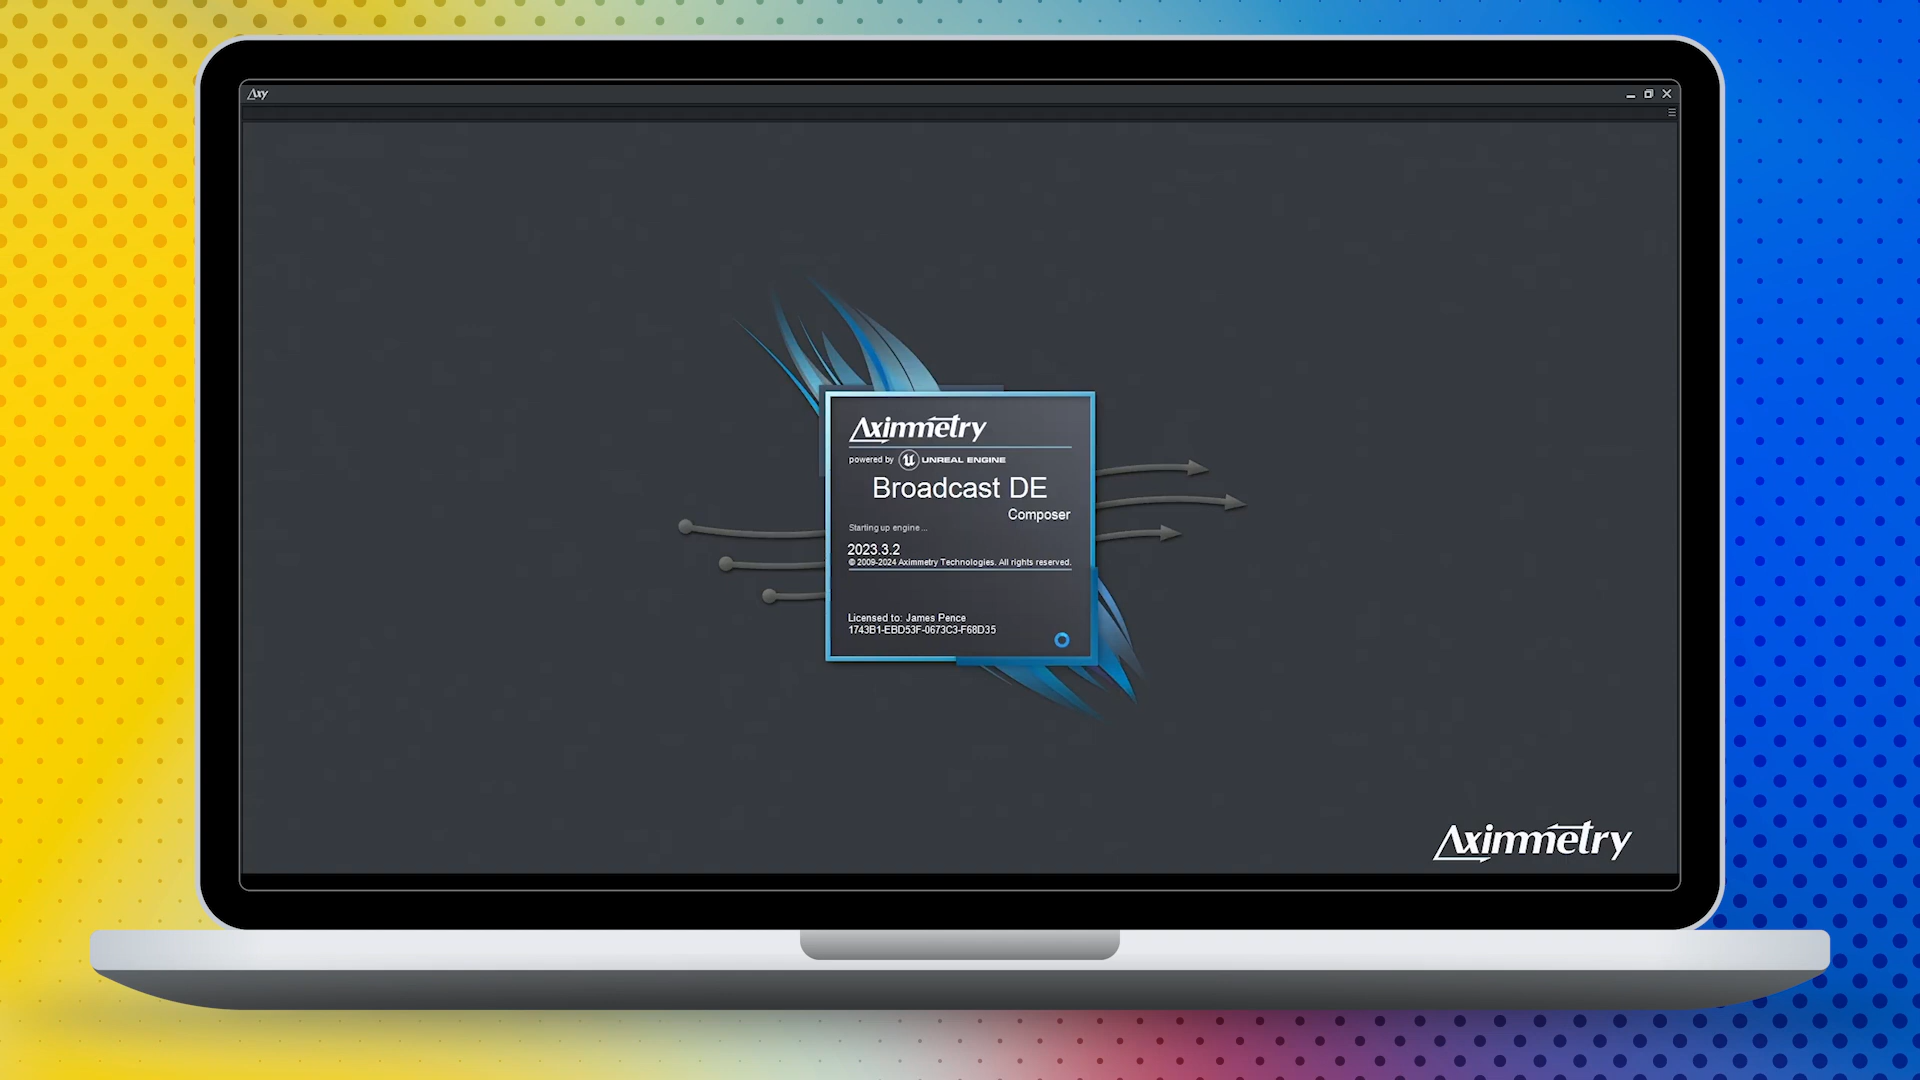 Axy
Aximmetry
powered by UNREAL ENGINE
Broadcast DE
Composer
Starting up engine...
2023.3.2
© 2009-2024 Aximmetry Technologies. All rights reserved.
Licensed to: James Pence
1743B1-EBD53F-0673C3-F68D35
Aximmetry